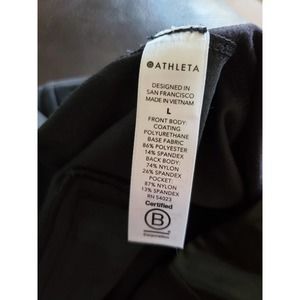 ATHLETA
DESIGNED IN
SAN FRANCISCO
MADE IN VIETNAM
L
FRONT BODY:
COATING
POLYURETHANE
BASE FABRIC
86% POLYESTER
14% SPANDEX
BACK BODY:
74% NYLON
26% SPANDEX
POCKET:
87% NYLON
13% SPANDEX
RN 54023
Certified
B
Corporation